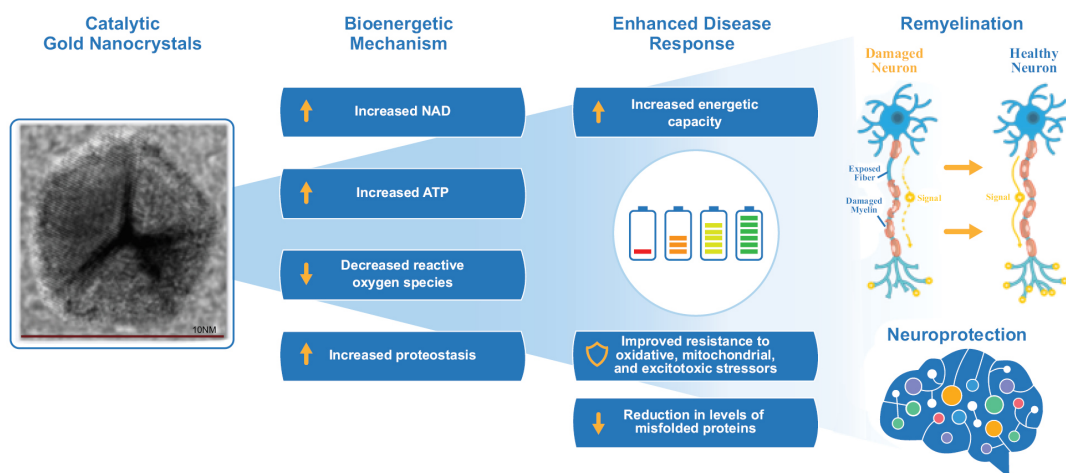 Catalytic
Gold Nanocrystals
10NM
Bioenergetic
Mechanism
Increased NAD
Increased ATP
Decreased reactive
oxygen species
Increased proteostasis
Enhanced Disease
Response
Increased energetic
capacity
Improved resistance to
oxidative, mitochondrial,
and excitotoxic stressors
Reduction in levels of
misfolded proteins
Remyelination
Damaged
Neuron
Healthy
Neuron
Exposed
Fiber
Damaged
Myelin
Signal
Signal
Neuroprotection